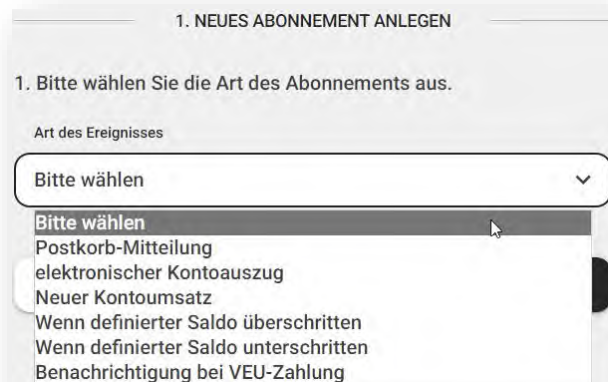 1. NEUES ABONNEMENT ANLEGEN
1. Bitte wählen Sie die Art des Abonnements aus.
Art des Ereignisses
Bitte wählen
Bitte wählen
Postkorb-Mitteilung
elektronischer Kontoauszug
Neuer Kontoumsatz
Wenn definierter Saldo überschritten
Wenn definierter Saldo unterschritten
Benachrichtigung bei VEU-Zahlung